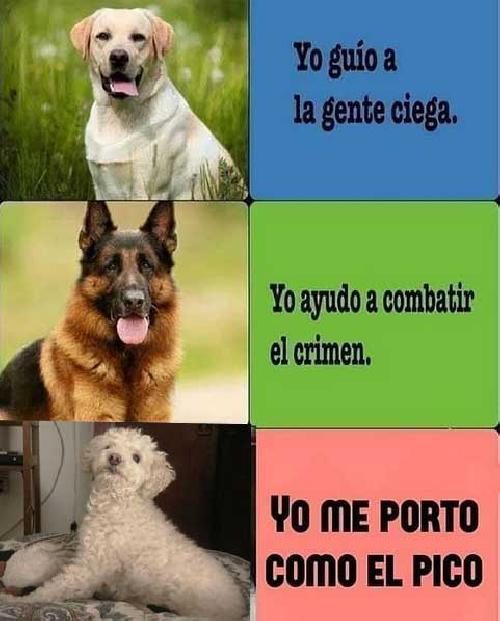 Yo guío a
la gente ciega.
Yo ayudo a combatir
el crimen.
YO ME PORTO
COMO EL PICO